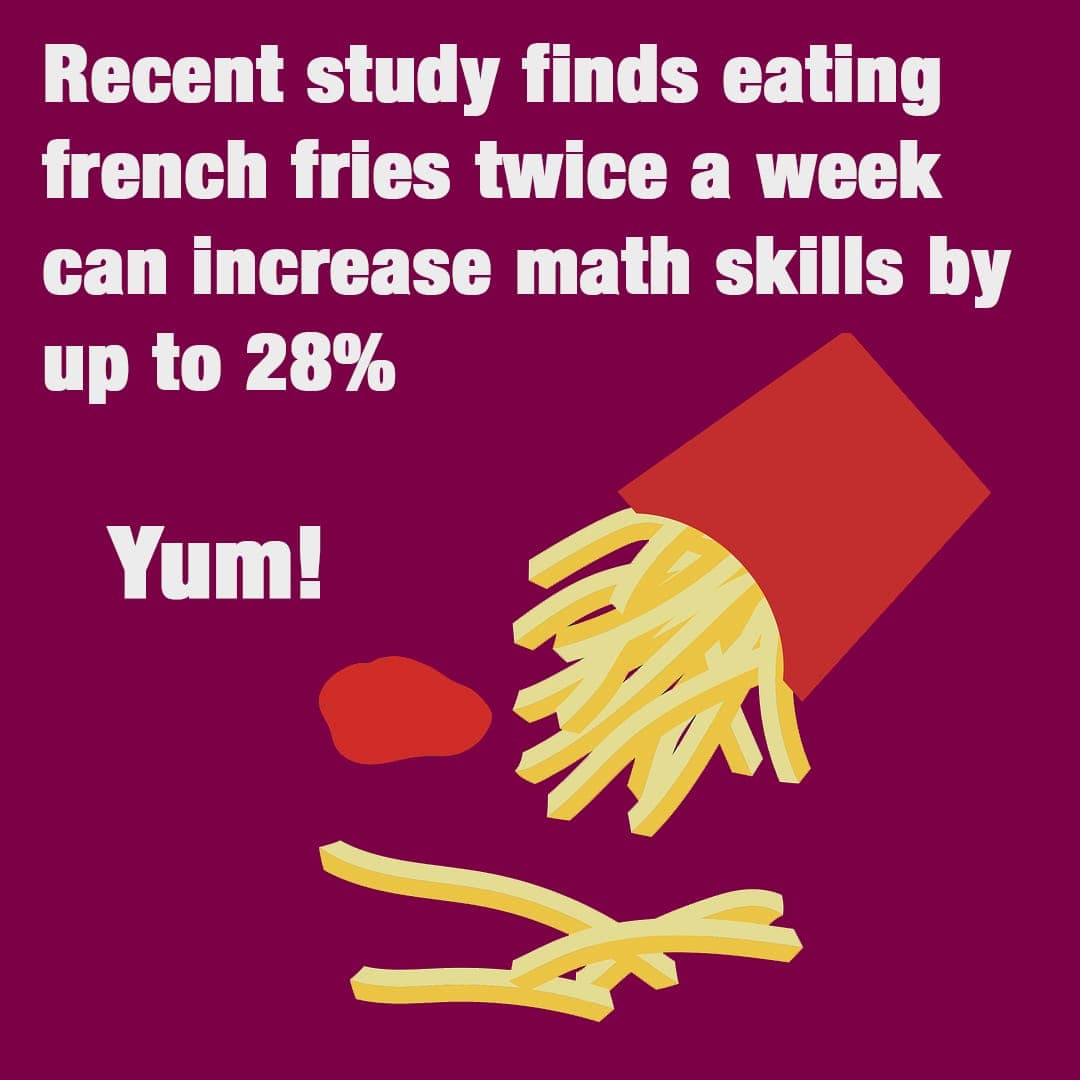 Recent study finds eating
french fries twice a week
can increase math skills by
up to 28%
Yum!